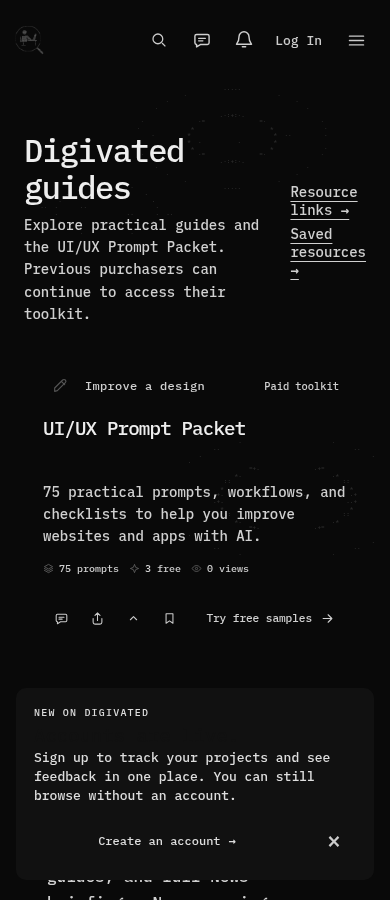 Log In
Digivated
guides
Explore practical guides and
the UI/UX Prompt Packet.
Previous purchasers can
continue to access their
toolkit.
Resource
links →
Saved
resources
→
Improve a design
Paid toolkit
UI/UX Prompt Packet
75 practical prompts, workflows, and
checklists to help you improve
websites and apps with AI.
75 prompts 3 free 0 views
Try free samples →
NEW ON DIGIVATED
Sign up to track your projects and see
feedback in one place. You can still
browse without an account.
Create an account → ×